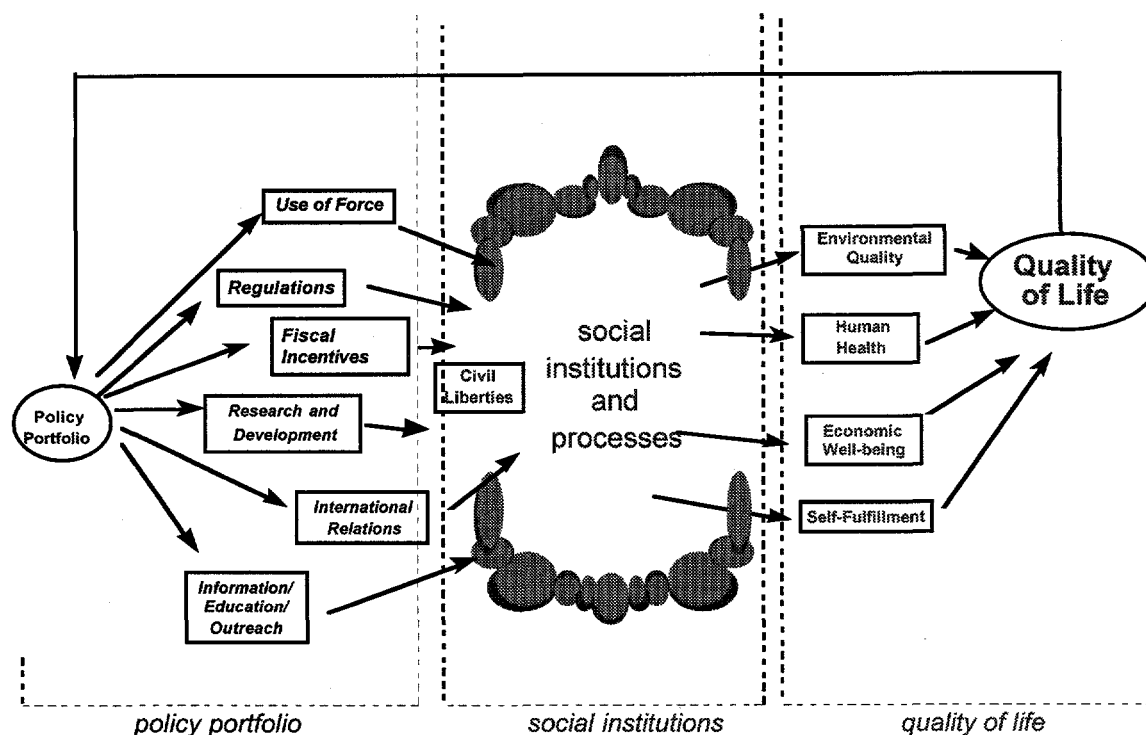 Use of Force
Regulations
Fiscal
Incentives
Policy
Portfolio
Research and
Development
International
Relations
Information/
Education/
Outreach
Civil
Liberties
social
institutions
and
processes
Environmental
Quality
Human
Health
Economic
Well-being
Self-Fulfillment
Quality
of Life
policy portfolio
social institutions
quality of life